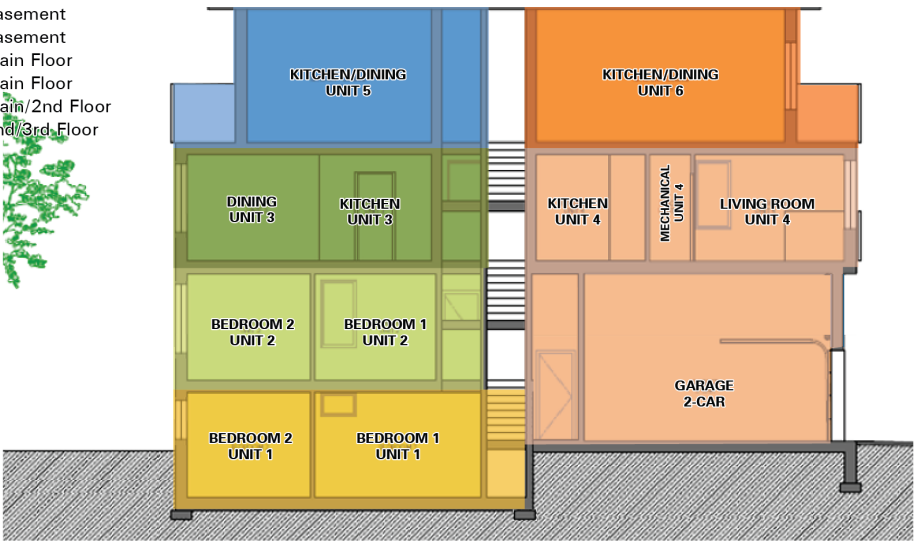 asement
asement
ain Floor
ain Floor
ain/2nd Floor
nd/3rd Floor
KITCHEN/DINING
UNIT 5
KITCHEN/DINING
UNIT 6
DINING
UNIT 3
KITCHEN
UNIT 3
KITCHEN
UNIT 4
MECHANICAL
UNIT 4
LIVING ROOM
UNIT 4
BEDROOM 2
UNIT 2
BEDROOM 1
UNIT 2
GARAGE
2-CAR
BEDROOM 2
UNIT 1
BEDROOM 1
UNIT 1